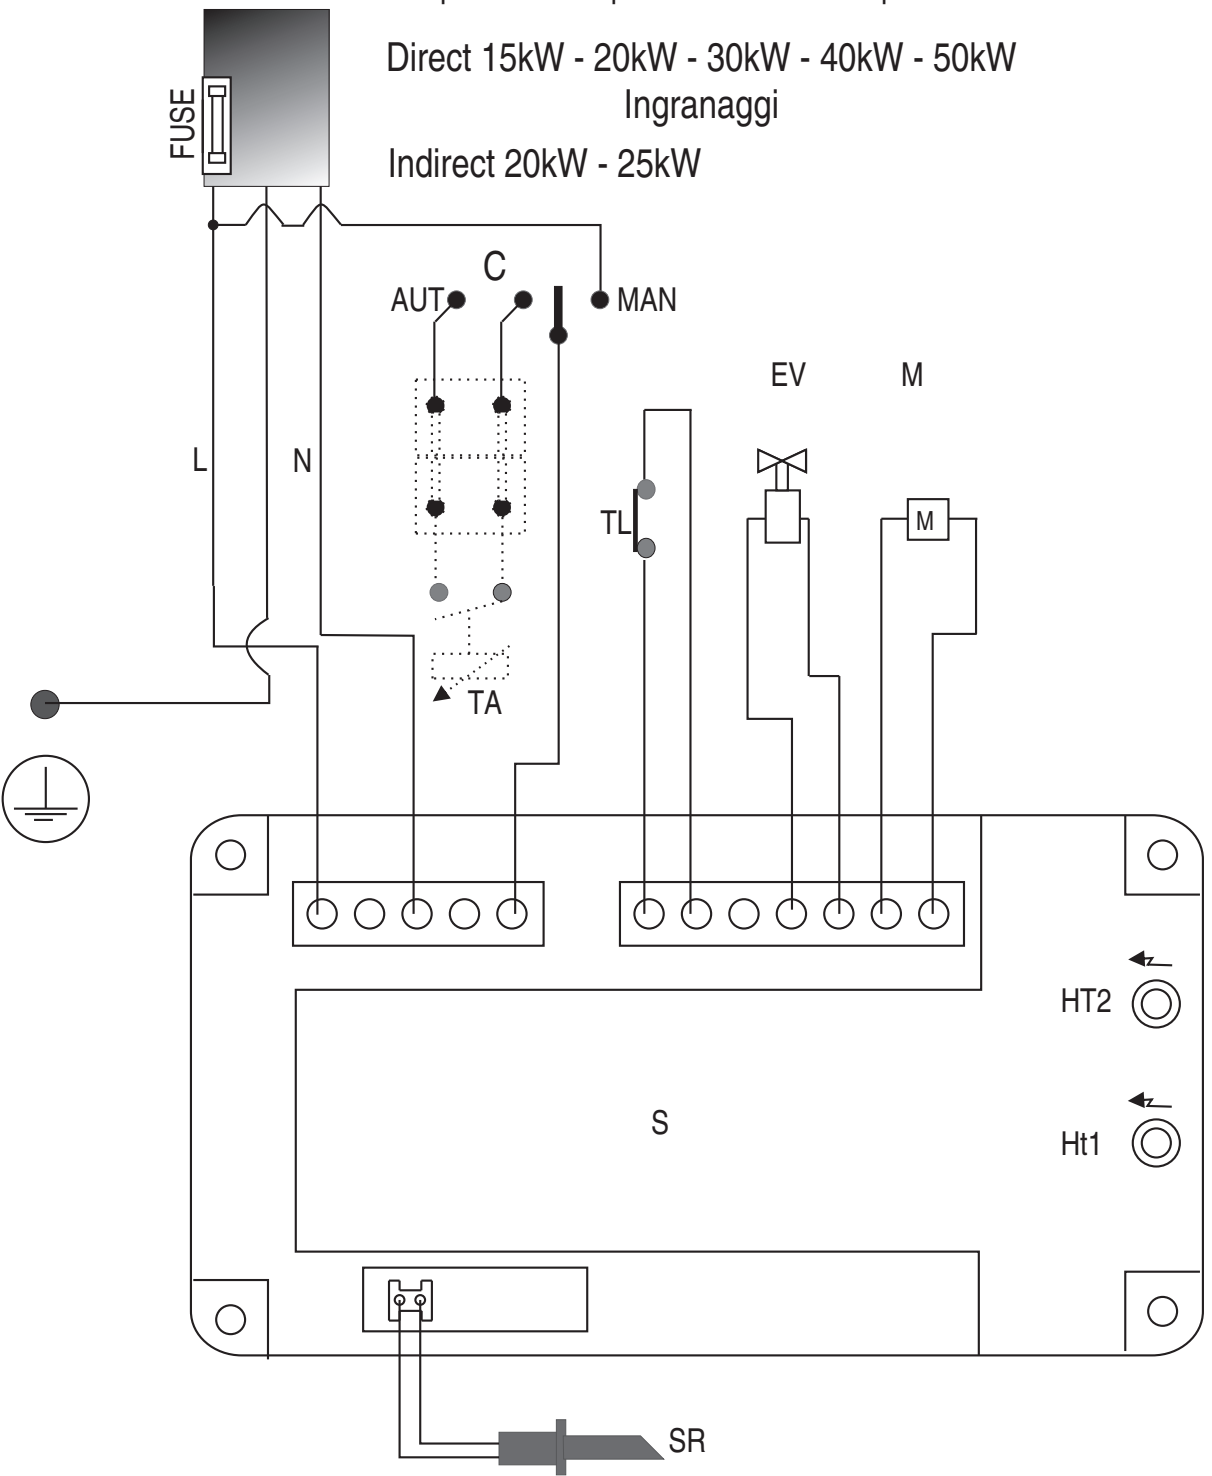 Direct 15kW - 20kW - 30kW - 40kW - 50kW
Ingranaggi
FUSE
Indirect 20kW - 25kW
C
AUT
MAN
EV
M
L
N
TL
M
TA
HT2
S
Ht1
SR